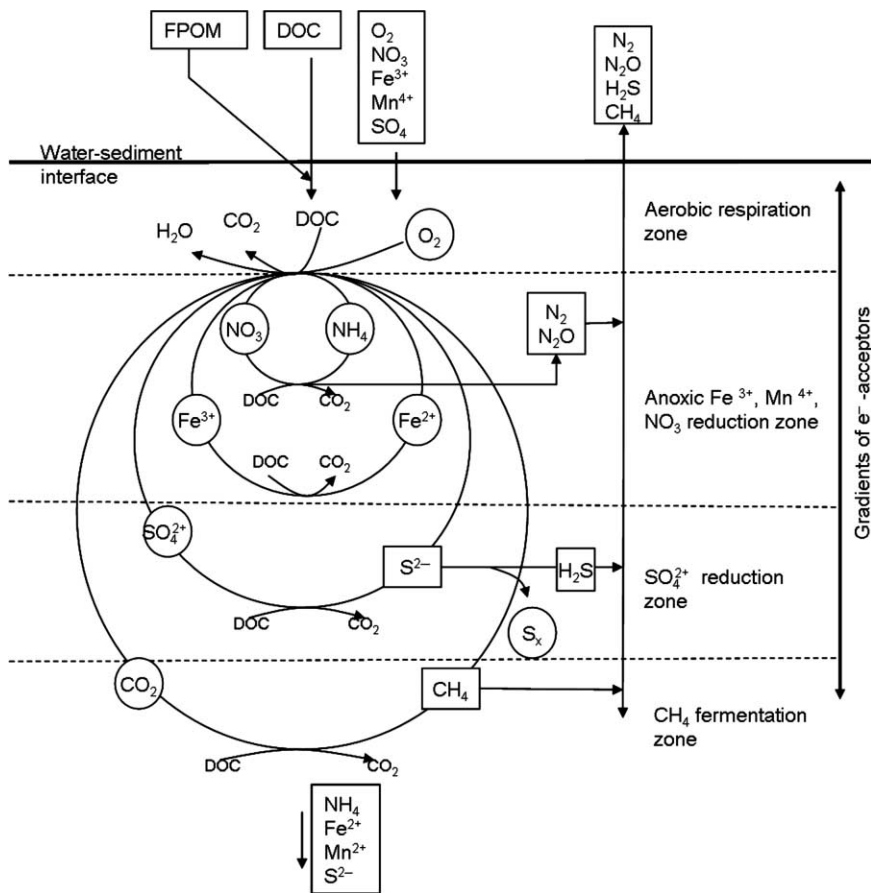 FPOM
DOC
O₂
NO₃
Fe³⁺
Mn⁴⁺
SO₄
N₂
N₂O
H₂S
CH₄
Water-sediment
interface
H₂O
CO₂
DOC
O₂
Aerobic respiration
zone
NO₃
NH₄
N₂
N₂O
DOC
CO₂
Fe³⁺
Fe²⁺
DOC
CO₂
Anoxic Fe ³⁺, Mn ⁴⁺,
NO₃ reduction zone
Gradients of e⁻ -acceptors
SO₄²⁺
S²⁻
H₂S
DOC
CO₂
Sₓ
SO₄²⁺ reduction
zone
CO₂
CH₄
DOC
CO₂
CH₄ fermentation
zone
NH₄
Fe²⁺
Mn²⁺
S²⁻